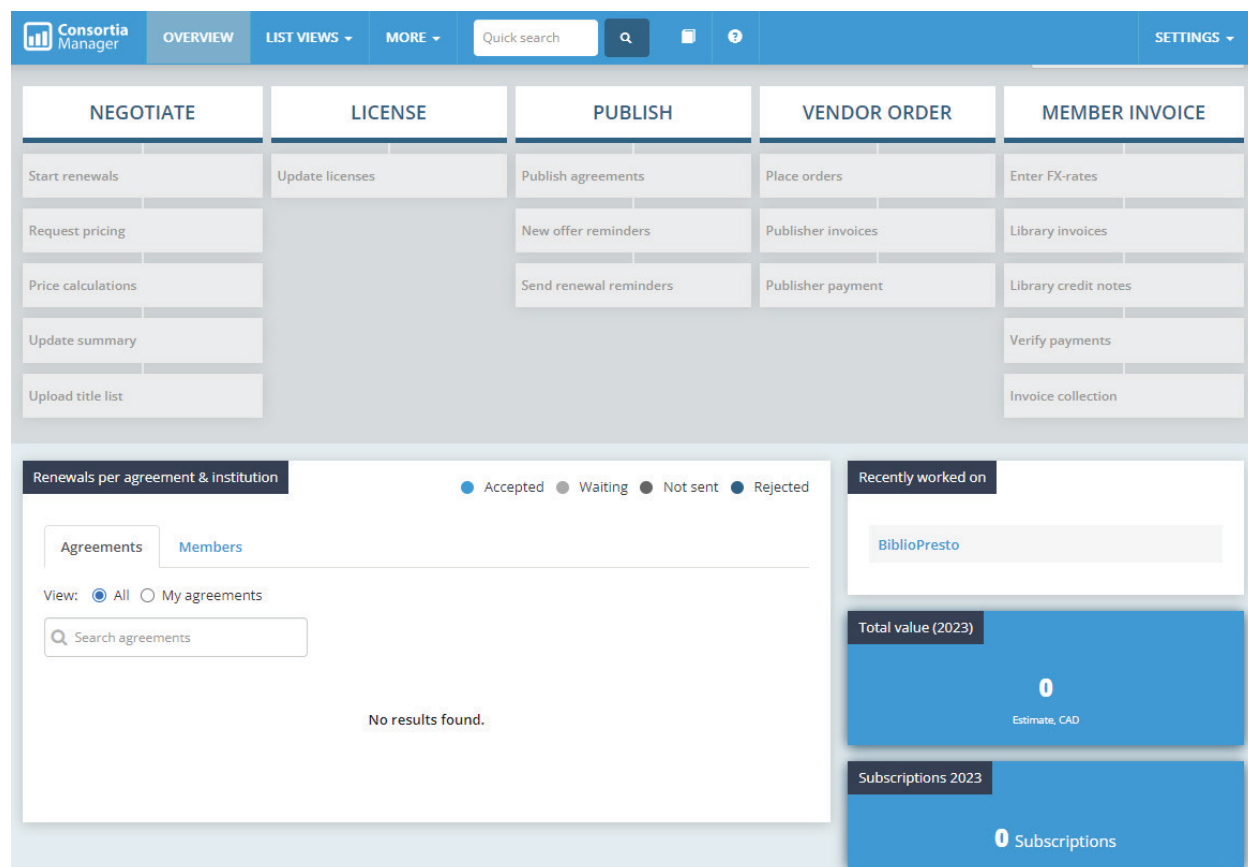 Consortia
Manager
OVERVIEW
LIST VIEWS
MORE
Quick search
SETTINGS
NEGOTIATE
LICENSE
PUBLISH
VENDOR ORDER
MEMBER INVOICE
Start renewals
Update licenses
Publish agreements
Place orders
Enter FX-rates
Request pricing
New offer reminders
Publisher invoices
Library invoices
Price calculations
Send renewal reminders
Publisher payment
Library credit notes
Update summary
Verify payments
Upload title list
Invoice collection
Renewals per agreement & institution
Accepted
Waiting
Not sent
Rejected
Agreements
Members
View:
All
My agreements
Search agreements
No results found.
Recently worked on
BiblioPresto
Total value (2023)
0
Estimate, CAD
Subscriptions 2023
0 Subscriptions